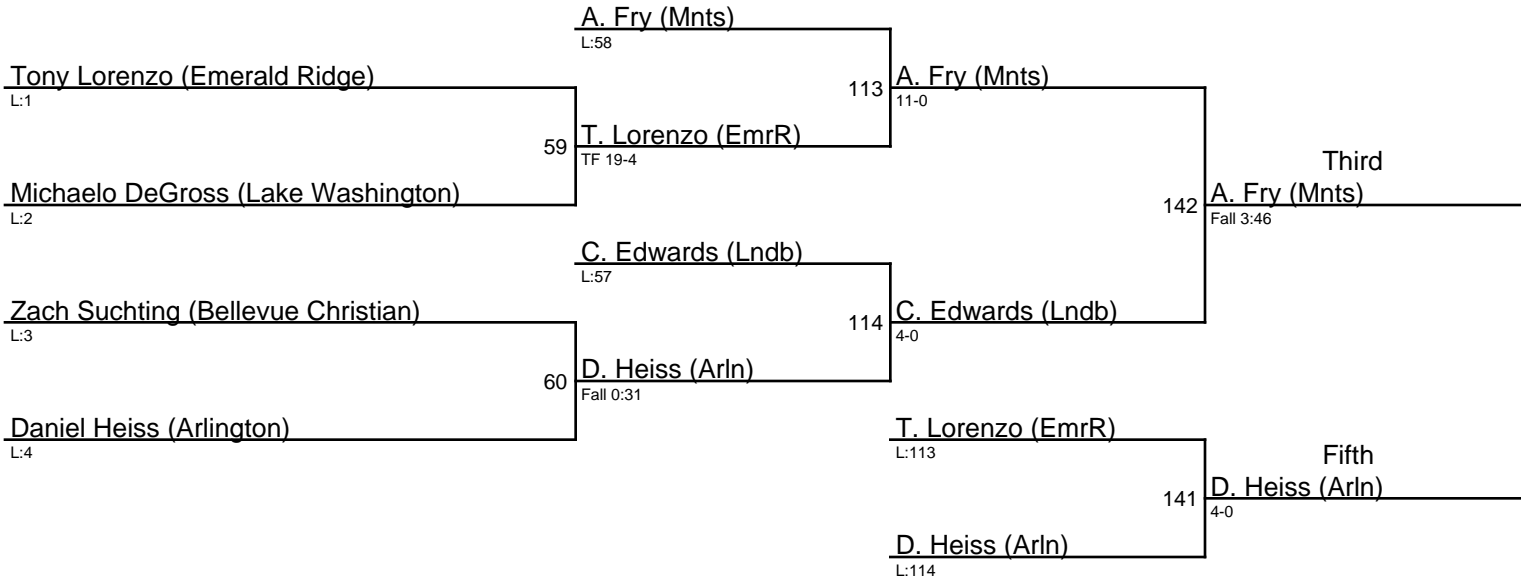 A. Fry (Mnts)
L:58
Tony Lorenzo (Emerald Ridge)
L:1
113
A. Fry (Mnts)
11-0
59
T. Lorenzo (EmrR)
TF 19-4
Third
Michaelo DeGross (Lake Washington)
L:2
142
A. Fry (Mnts)
Fall 3:46
C. Edwards (Lndb)
L:57
Zach Suchting (Bellevue Christian)
L:3
114
C. Edwards (Lndb)
4-0
60
D. Heiss (Arln)
Fall 0:31
Daniel Heiss (Arlington)
L:4
T. Lorenzo (EmrR)
L:113
Fifth
141
D. Heiss (Arln)
4-0
D. Heiss (Arln)
L:114